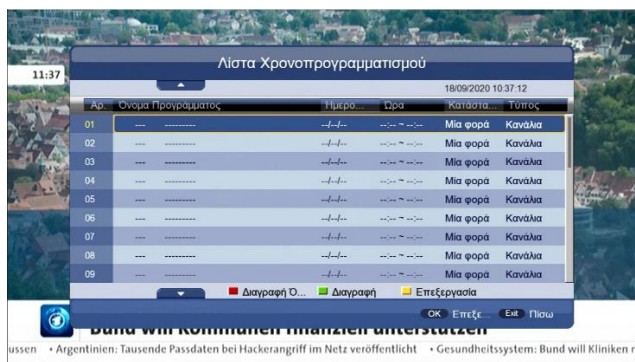 Λίστα Χρονοπρογραμματισμού
11:37
18/09/2020 10:37:12
Αρ. Όνομα Προγράμματος Ημερο... Ώρα Κατάστα... Τύπος
01 --- --------- --/--/-- --:-- ~ --:-- Μία φορά Κανάλια
02 --- --------- --/--/-- --:-- ~ --:-- Μία φορά Κανάλια
03 --- --------- --/--/-- --:-- ~ --:-- Μία φορά Κανάλια
04 --- --------- --/--/-- --:-- ~ --:-- Μία φορά Κανάλια
05 --- --------- --/--/-- --:-- ~ --:-- Μία φορά Κανάλια
06 --- --------- --/--/-- --:-- ~ --:-- Μία φορά Κανάλια
07 --- --------- --/--/-- --:-- ~ --:-- Μία φορά Κανάλια
08 --- --------- --/--/-- --:-- ~ --:-- Μία φορά Κανάλια
09 --- --------- --/--/-- --:-- ~ --:-- Μία φορά Κανάλια
Διαγραφή Ό... Διαγραφή Επεξεργασία
OK Επεξε... Exit Πίσω
Bund will Kommunen finanziell unterstützen
ussen • Argentinien: Tausende Passdaten bei Hackerangriff im Netz veröffentlicht • Gesundheitssystem: Bund will Kliniken